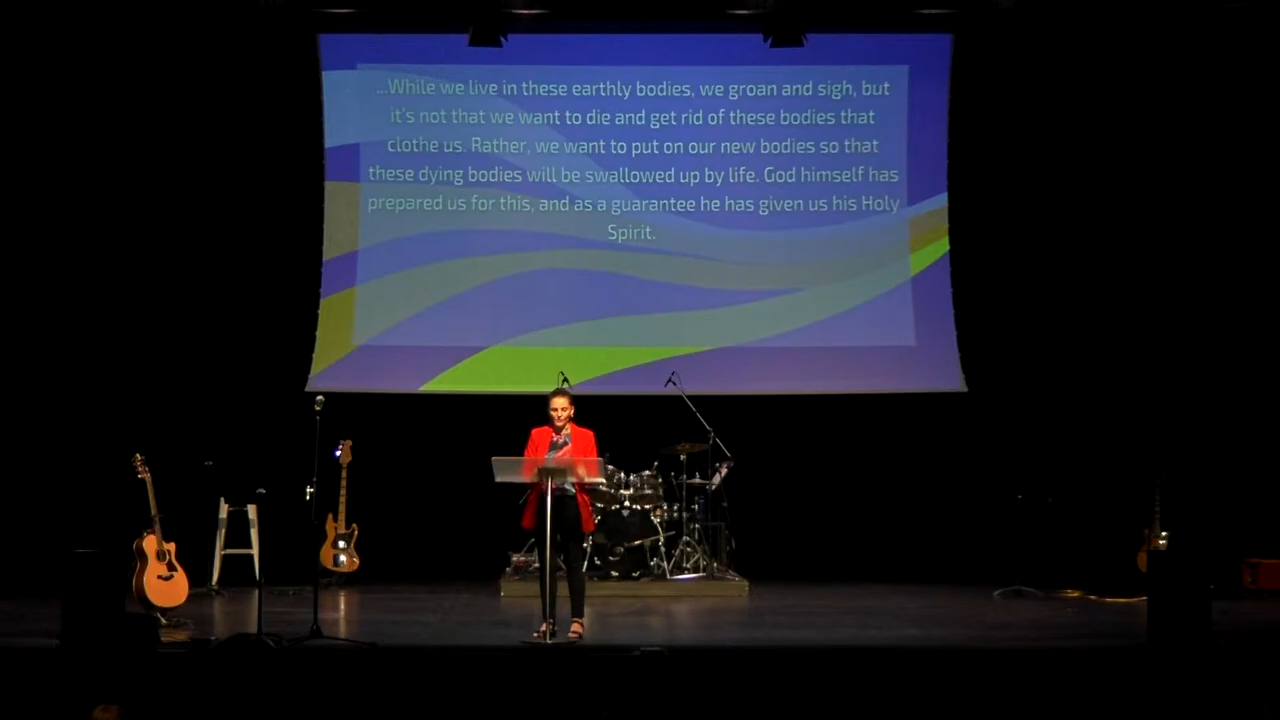 ...While we live in these earthly bodies, we groan and sigh, but
it's not that we want to die and get rid of these bodies that
clothe us. Rather, we want to put on our new bodies so that
these dying bodies will be swallowed up by life. God himself has
prepared us for this, and as a guarantee he has given us his Holy
Spirit.